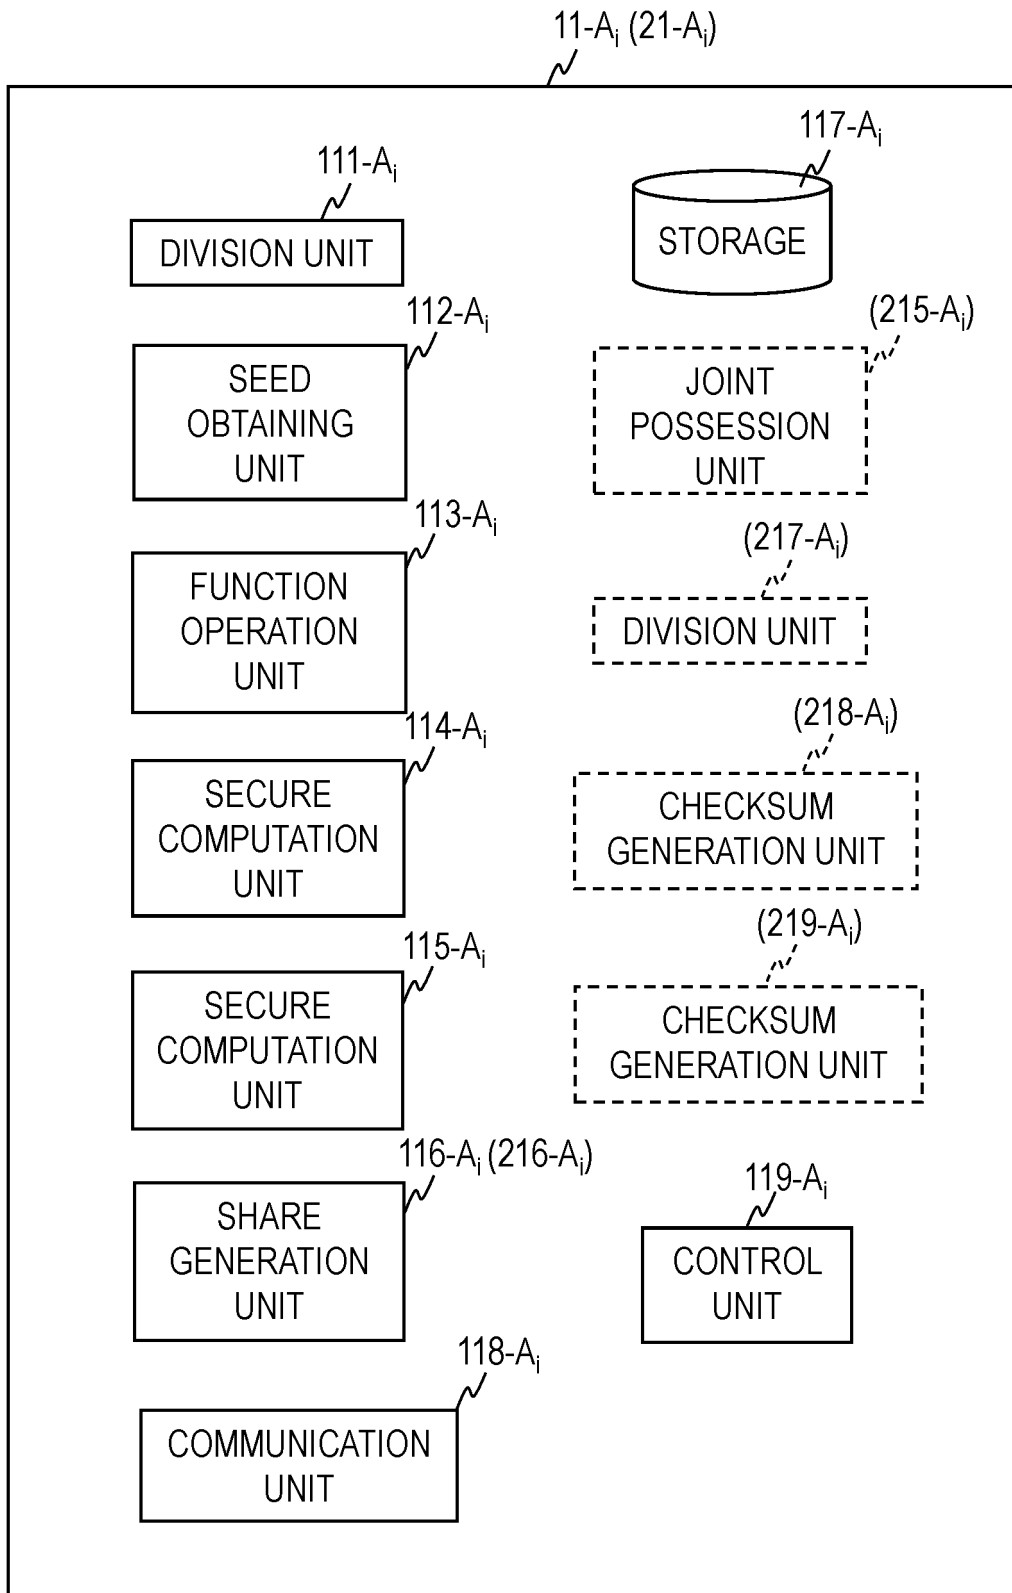 11-Aᵢ (21-Aᵢ)
111-Aᵢ
DIVISION UNIT
117-Aᵢ
STORAGE
112-Aᵢ
SEED
OBTAINING
UNIT
(215-Aᵢ)
JOINT
POSSESSION
UNIT
113-Aᵢ
FUNCTION
OPERATION
UNIT
(217-Aᵢ)
DIVISION UNIT
114-Aᵢ
SECURE
COMPUTATION
UNIT
(218-Aᵢ)
CHECKSUM
GENERATION UNIT
115-Aᵢ
SECURE
COMPUTATION
UNIT
(219-Aᵢ)
CHECKSUM
GENERATION UNIT
116-Aᵢ (216-Aᵢ)
SHARE
GENERATION
UNIT
119-Aᵢ
CONTROL
UNIT
118-Aᵢ
COMMUNICATION
UNIT